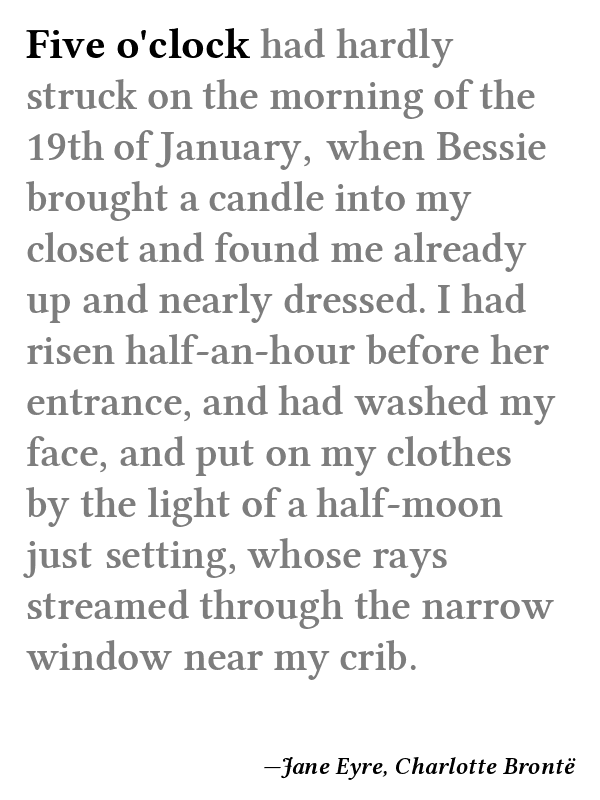 Five o'clock had hardly
struck on the morning of the
19th of January, when Bessie
brought a candle into my
closet and found me already
up and nearly dressed. I had
risen half-an-hour before her
entrance, and had washed my
face, and put on my clothes
by the light of a half-moon
just setting, whose rays
streamed through the narrow
window near my crib.
—Jane Eyre, Charlotte Brontë